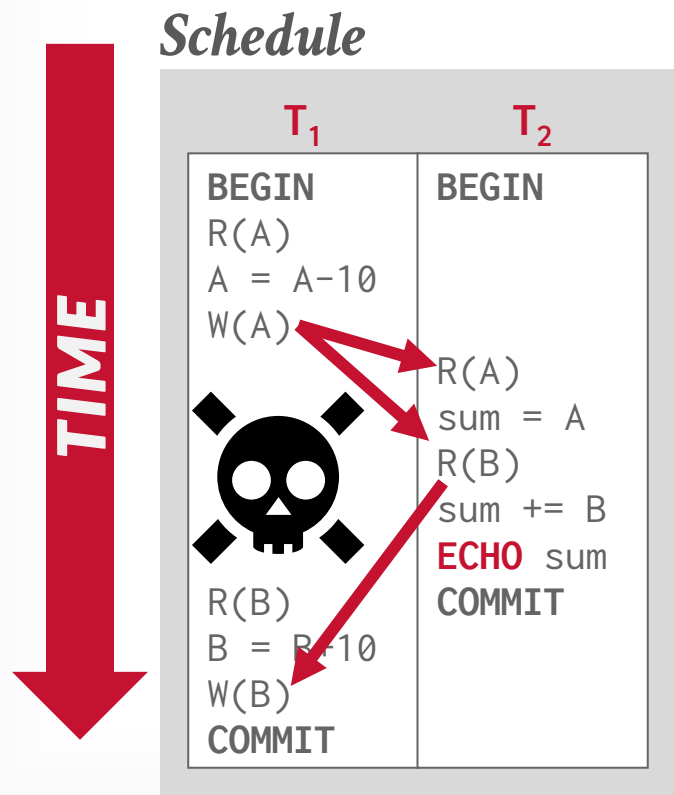 Schedule
TIME
T1 T2
BEGIN BEGIN
R(A)
A = A-10
W(A)
R(A)
sum = A
R(B)
sum += B
ECHO sum
R(B) COMMIT
B = B+10
W(B)
COMMIT